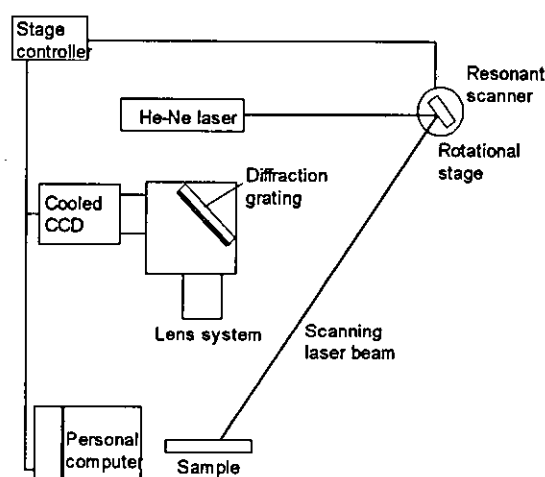 Stage
controller
Resonant
scanner
He-Ne laser
Rotational
stage
Diffraction
grating
Cooled
CCD
Lens system
Scanning
laser beam
Personal
computer
Sample